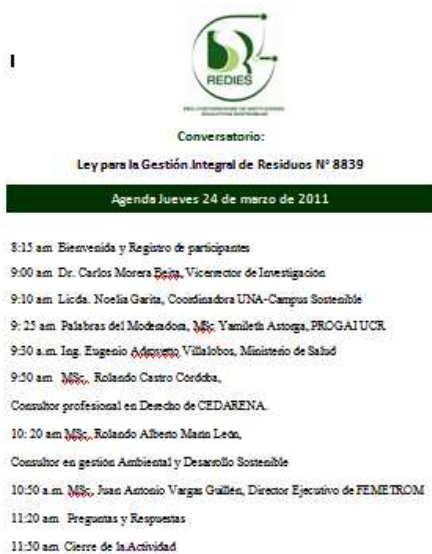 I
REDIES
Conversatorio:
Ley para la Gestión Integral de Residuos N° 8839
Agenda Jueves 24 de marzo de 2011
8:15 am Bienvenida y Registro de participantes
9:00 am Dr. Carlos Morera Beita, Vicerrector de Investigación
9:10 am Licda. Noelia Garita, Coordinadora UNA-Campus Sostenible
9: 25 am Palabras del Moderadora, MSc. Yamileth Astorga, PROGAI UCR
9:30 a.m. Ing. Eugenio Villalobos, Ministerio de Salud
9:50 am MSc. Rolando Castro Córdoba,
Consultor profesional en Derecho de CEDARENA.
10: 20 am MSc. Rolando Alberto Marín León,
Consultor en gestión Ambiental y Desarrollo Sostenible
10:50 a.m. MSc. Juan Antonio Vargas Guillén, Director Ejecutivo de FEMETROM
11:20 am Preguntas y Respuestas
11:50 am Cierre de la Actividad